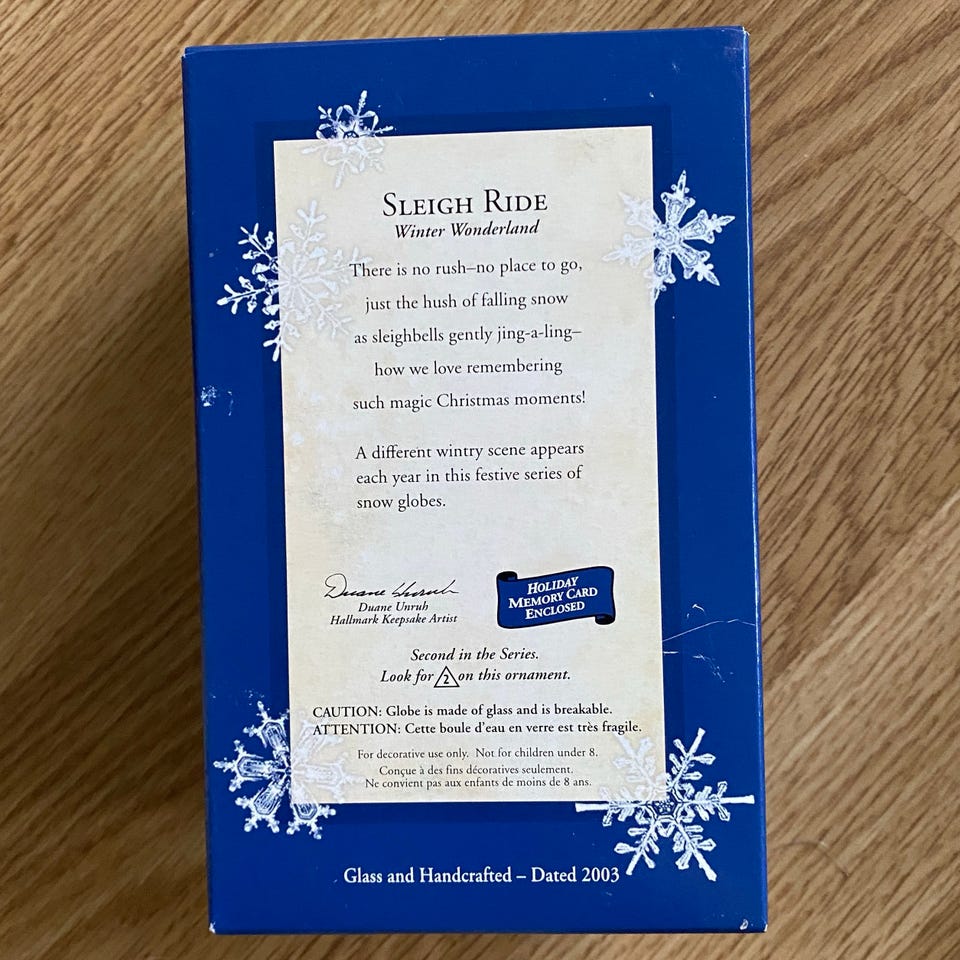 SLEIGH RIDE
Winter Wonderland
There is no rush–no place to go,
just the hush of falling snow
as sleighbells gently jing-a-ling–
how we love remembering
such magic Christmas moments!
A different wintry scene appears
each year in this festive series of
snow globes.
Duane Unruh
Duane Unruh
Hallmark Keepsake Artist
HOLIDAY
MEMORY CARD
ENCLOSED
Second in the Series.
Look for 2 on this ornament.
CAUTION: Globe is made of glass and is breakable.
ATTENTION: Cette boule d'eau en verre est très fragile.
For decorative use only. Not for children under 8.
Conçue à des fins décoratives seulement.
Ne convient pas aux enfants de moins de 8 ans.
Glass and Handcrafted – Dated 2003